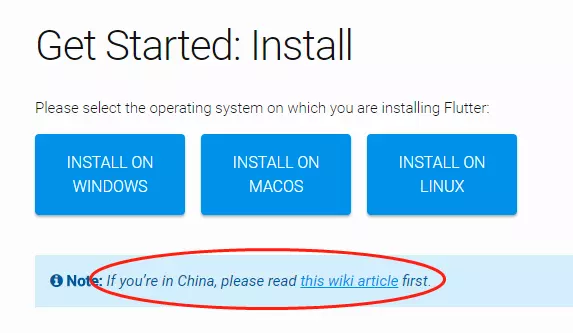 Get Started: Install
Please select the operating system on which you are installing Flutter:
INSTALL ON WINDOWS
INSTALL ON MACOS
INSTALL ON LINUX
Note: If you're in China, please read this wiki article first.